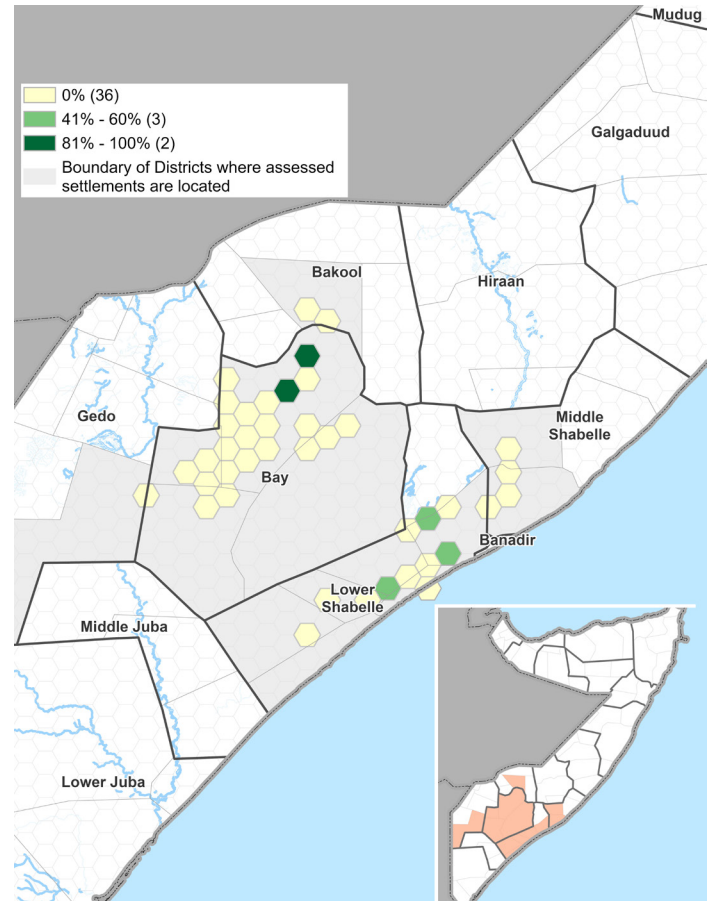 Mudug
0% (36)
41% - 60% (3)
81% - 100% (2)
Boundary of Districts where assessed
settlements are located
Galgaduud
Bakool
Hiraan
Gedo
Middle
Shabelle
Bay
Banadir
Lower
Shabelle
Middle Juba
Lower Juba